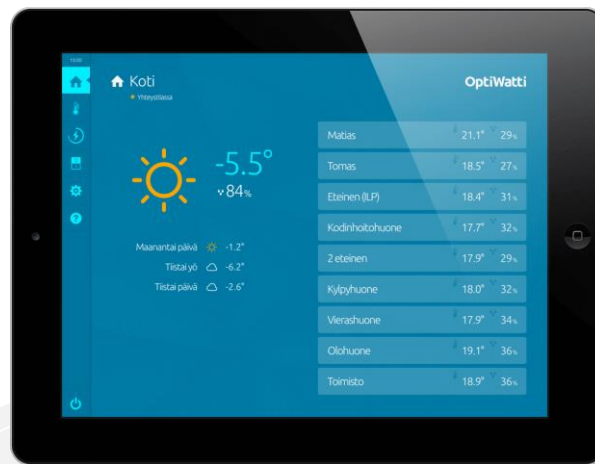 Koti
Yhteystilassa
OptiWatti
-5.5°
84%
Maanantai päivä -1.2°
Tiistai yö -6.2°
Tiistai päivä -2.6°
Matias 21.1° 29%
Tomas 18.5° 27%
Eteinen (ILP) 18.4° 31%
Kodinhoitohuone 17.7° 32%
2 eteinen 17.9° 29%
Kylpyhuone 18.0° 32%
Vierashuone 17.9° 34%
Olohuone 19.1° 36%
Toimisto 18.9° 36%